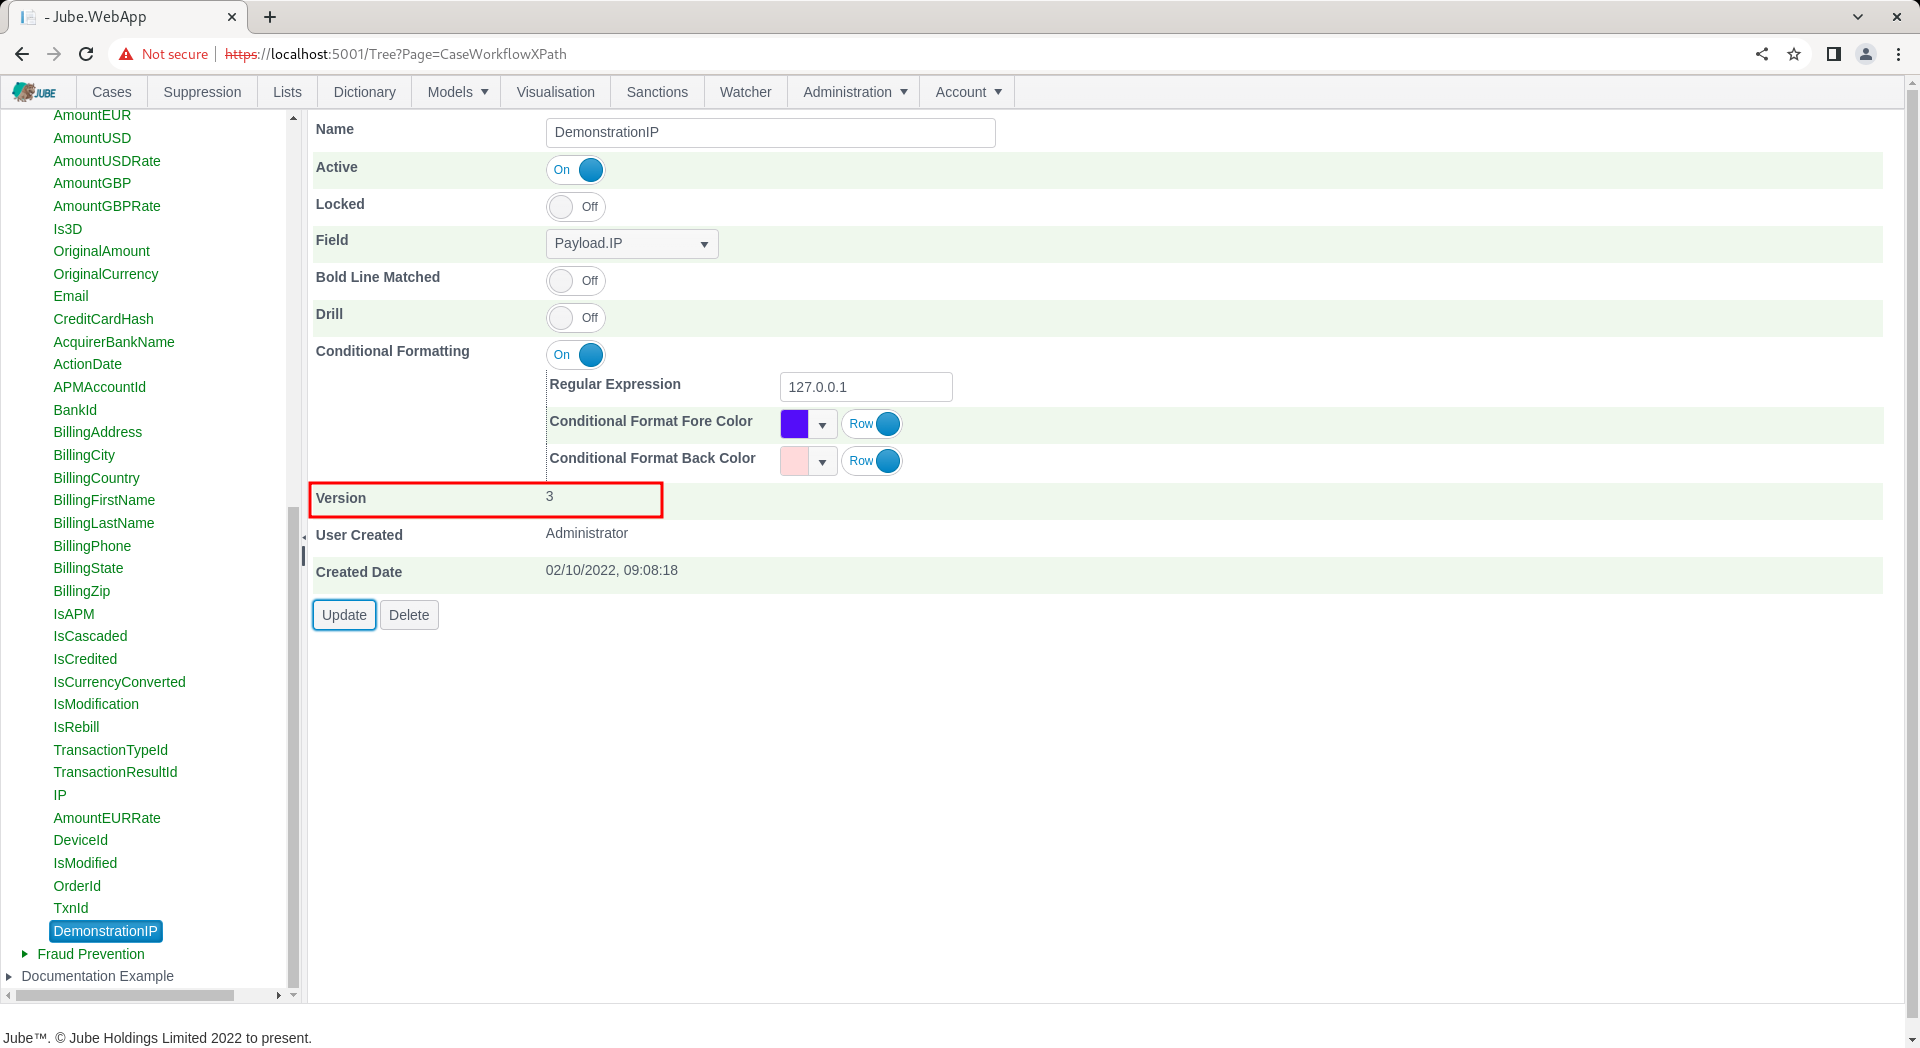 - Jube.WebApp
Not secure https://localhost:5001/Tree?Page=CaseWorkflowXPath
JUBE Cases Suppression Lists Dictionary Models Visualisation Sanctions Watcher Administration Account
AmountEUR
AmountUSD
AmountUSDRate
AmountGBP
AmountGBPRate
Is3D
OriginalAmount
OriginalCurrency
Email
CreditCardHash
AcquirerBankName
ActionDate
APMAccountId
BankId
BillingAddress
BillingCity
BillingCountry
BillingFirstName
BillingLastName
BillingPhone
BillingState
BillingZip
IsAPM
IsCascaded
IsCredited
IsCurrencyConverted
IsModification
IsRebill
TransactionTypeId
TransactionResultId
IP
AmountEURRate
DeviceId
IsModified
OrderId
TxnId
DemonstrationIP
Fraud Prevention
Documentation Example
Name DemonstrationIP
Active On
Locked Off
Field Payload.IP
Bold Line Matched Off
Drill Off
Conditional Formatting On
Regular Expression 127.0.0.1
Conditional Format Fore Color Row
Conditional Format Back Color Row
Version 3
User Created Administrator
Created Date 02/10/2022, 09:08:18
Update Delete
Jube™. © Jube Holdings Limited 2022 to present.